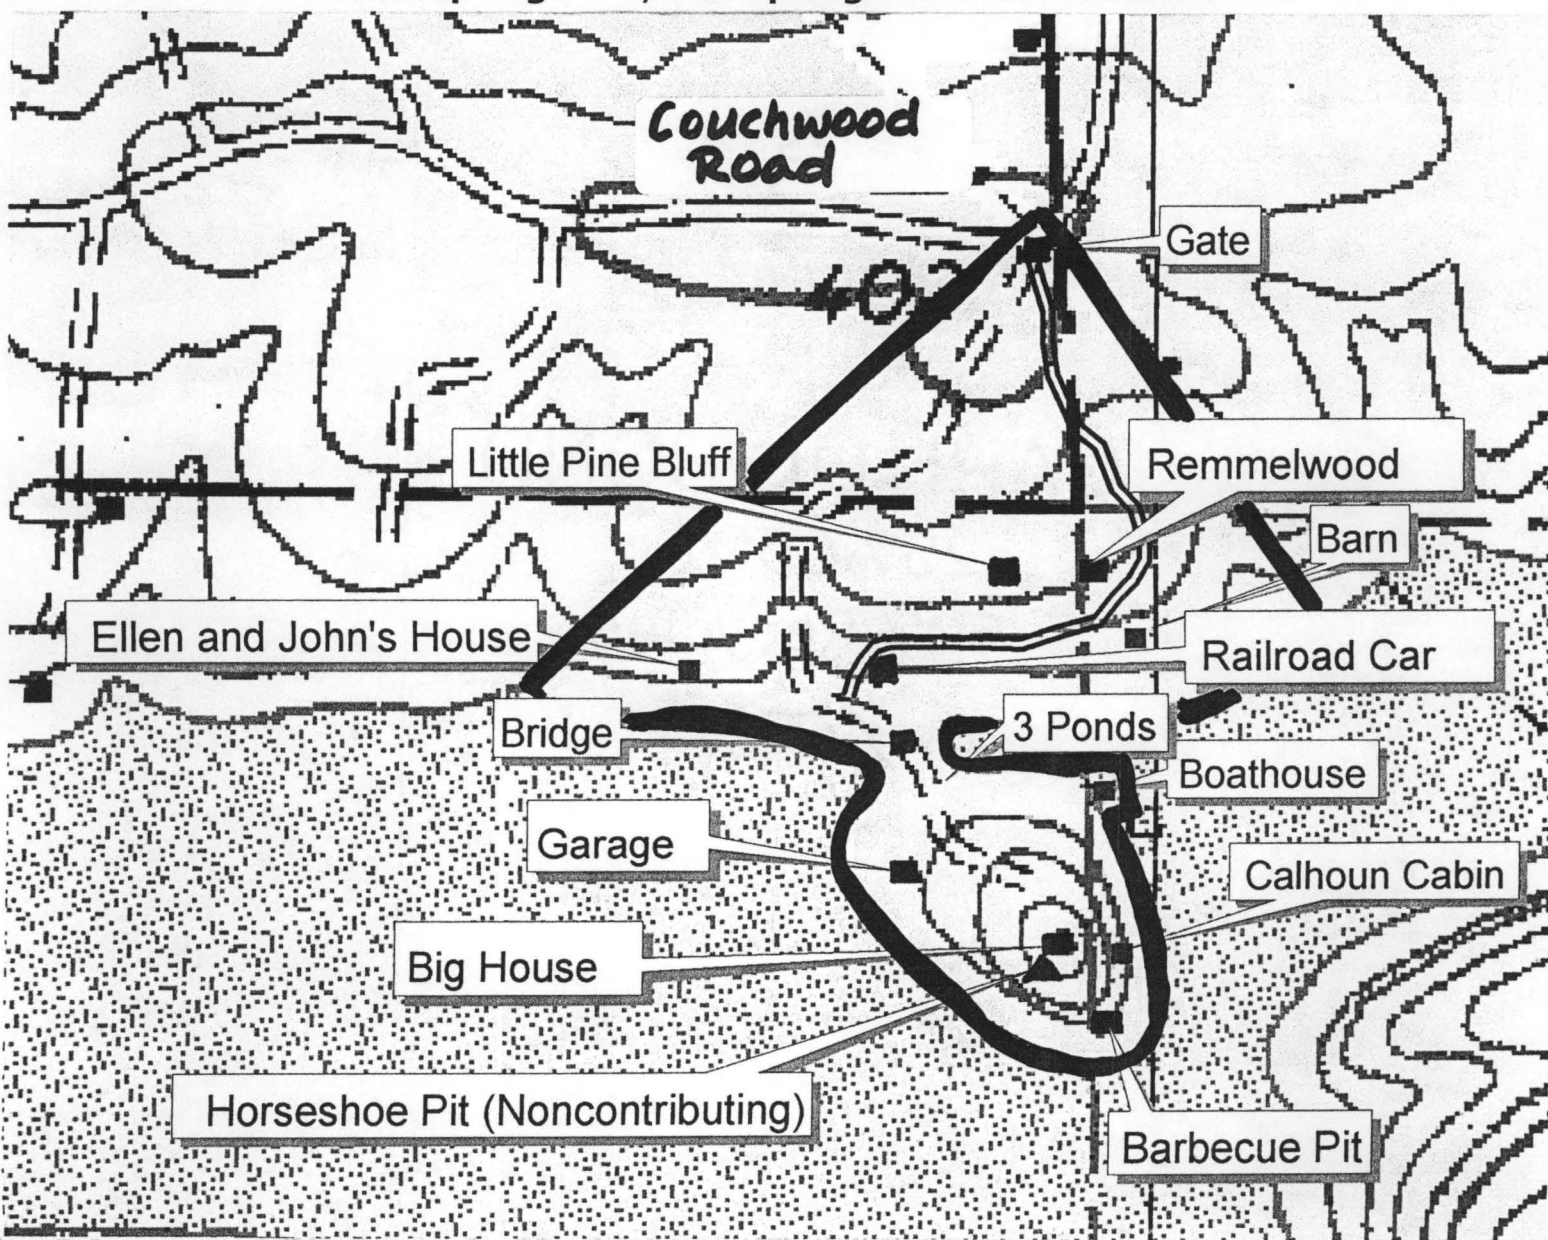 Couchwood
Road
Gate
402
Little Pine Bluff
Remmelwood
Barn
Ellen and John's House
Railroad Car
Bridge
3 Ponds
Boathouse
Garage
Calhoun Cabin
Big House
Horseshoe Pit (Noncontributing)
Barbecue Pit